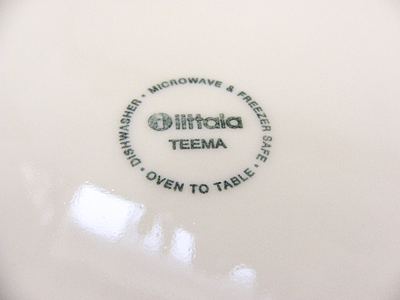 DISHWASHER · MICROWAVE & FREEZER SAFE ·
iittala
TEEMA
OVEN TO TABLE ·